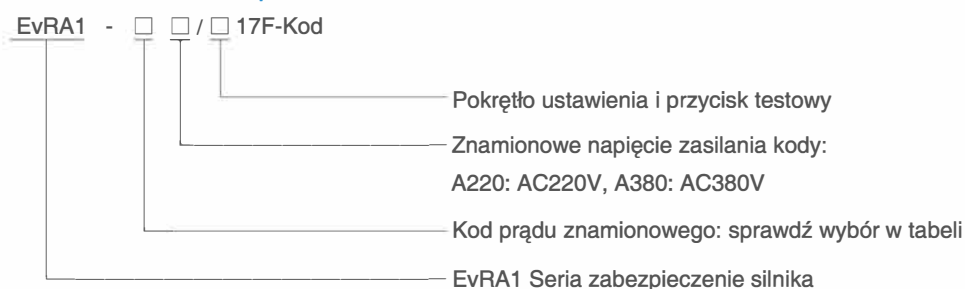 EvRA1 - □ □ / □ 17F-Kod
Pokrętło ustawienia i przycisk testowy
Znamionowe napięcie zasilania kody:
A220: AC220V, A380: AC380V
Kod prądu znamionowego: sprawdź wybór w tabeli
EvRA1 Seria zabezpieczenie silnika